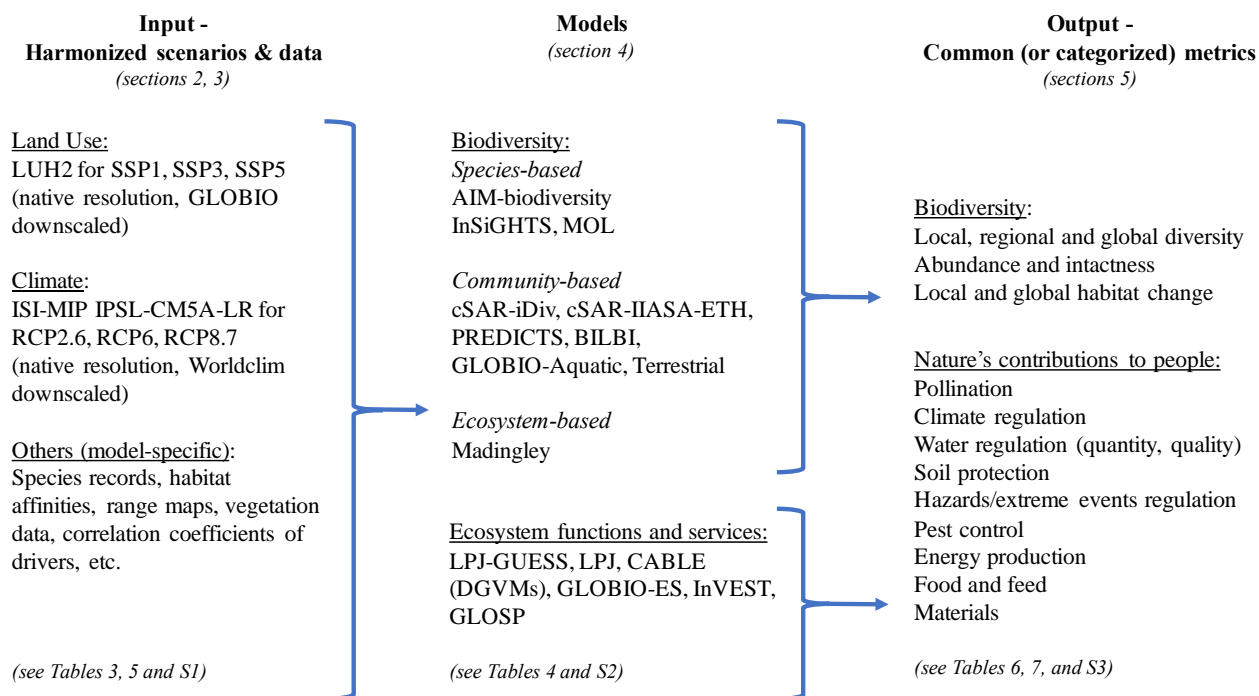 Input -
Harmonized scenarios & data
(sections 2, 3)
Land Use:
LUH2 for SSP1, SSP3, SSP5
(native resolution, GLOBIO
downscaled)
Climate:
ISI-MIP IPSL-CM5A-LR for
RCP2.6, RCP6, RCP8.7
(native resolution, Worldclim
downscaled)
Others (model-specific):
Species records, habitat
affinities, range maps, vegetation
data, correlation coefficients of
drivers, etc.
(see Tables 3, 5 and S1)
Models
(section 4)
Biodiversity:
Species-based
AIM-biodiversity
InSiGHTS, MOL
Community-based
cSAR-iDiv, cSAR-IIASA-ETH,
PREDICTS, BILBI,
GLOBIO-Aquatic, Terrestrial
Ecosystem-based
Madingley
Ecosystem functions and services:
LPJ-GUESS, LPJ, CABLE
(DGVMs), GLOBIO-ES, InVEST,
GLOSP
(see Tables 4 and S2)
Output -
Common (or categorized) metrics
(sections 5)
Biodiversity:
Local, regional and global diversity
Abundance and intactness
Local and global habitat change
Nature's contributions to people:
Pollination
Climate regulation
Water regulation (quantity, quality)
Soil protection
Hazards/extreme events regulation
Pest control
Energy production
Food and feed
Materials
(see Tables 6, 7, and S3)